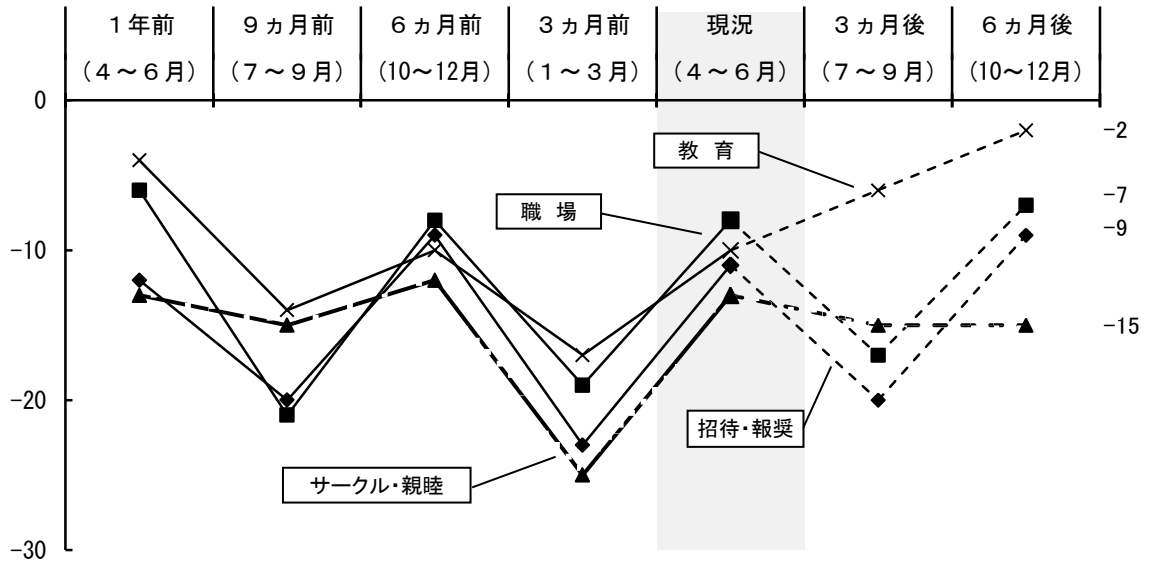 １年前 ９ヵ月前 ６ヵ月前 ３ヵ月前 現況 ３ヵ月後 ６ヵ月後
（４～６月） （７～９月） （10～12月） （１～３月） （４～６月） （７～９月） （10～12月）
0
教 育
-2
職 場
-7
-9
-10
-15
-20
招待・報奨
サークル・親睦
-30